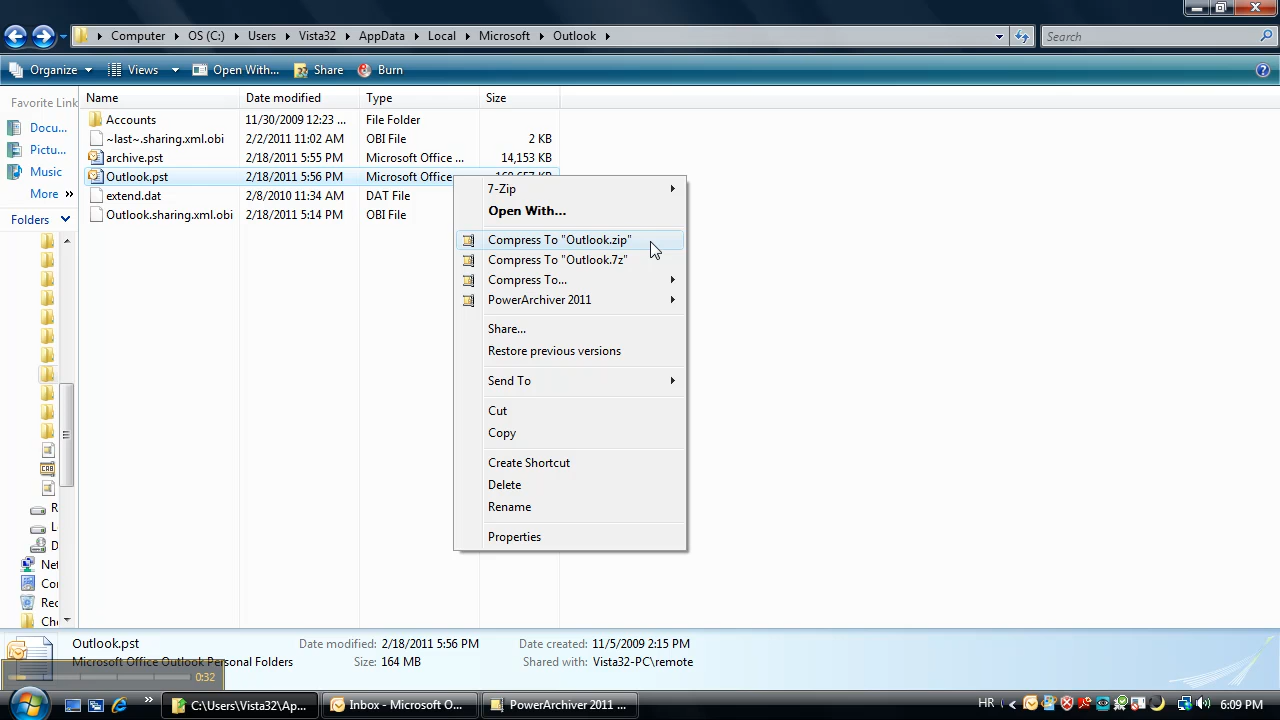 Computer OS (C:) Users Vista32 AppData Local Microsoft Outlook Search
Organize Views Open With... Share Burn
Favorite Link Name Date modified Type Size
Docu...
Pictu...
Music
More »
Folders
Accounts 11/30/2009 12:23 ... File Folder
~last~.sharing.xml.obi 2/2/2011 11:02 AM OBI File 2 KB
archive.pst 2/18/2011 5:55 PM Microsoft Office ... 14,153 KB
Outlook.pst 2/18/2011 5:56 PM Microsoft Office
extend.dat 2/8/2010 11:34 AM DAT File
Outlook.sharing.xml.obi 2/18/2011 5:14 PM OBI File
7-Zip
Open With...
Compress To "Outlook.zip"
Compress To "Outlook.7z"
Compress To...
PowerArchiver 2011
Share...
Restore previous versions
Send To
Cut
Copy
Create Shortcut
Delete
Rename
Properties
CAB
R
L
D
Net
Co
Rec
Che
Outlook.pst Date modified: 2/18/2011 5:56 PM Date created: 11/5/2009 2:15 PM
Microsoft Office Outlook Personal Folders Size: 164 MB Shared with: Vista32-PC\remote
0:32
C:\Users\Vista32\Ap... Inbox - Microsoft O... PowerArchiver 2011 ... HR 6:09 PM